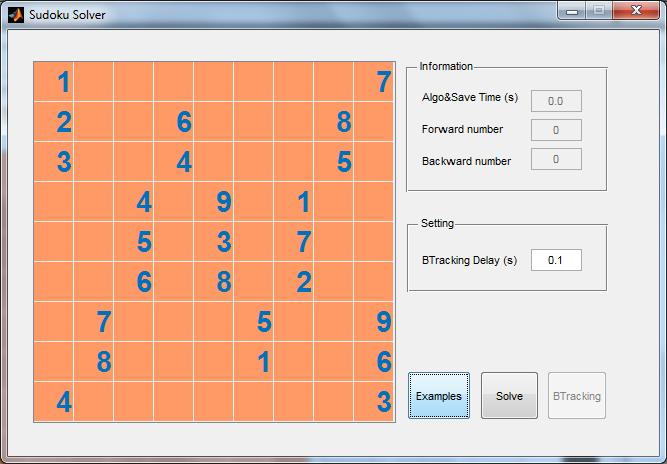 Sudoku Solver
1 7
2 6 8
3 4 5
4 9 1
5 3 7
6 8 2
7 5 9
8 1 6
4 3
Information
Algo&Save Time (s) 0.0
Forward number 0
Backward number 0
Setting
BTracking Delay (s) 0.1
Examples Solve BTracking